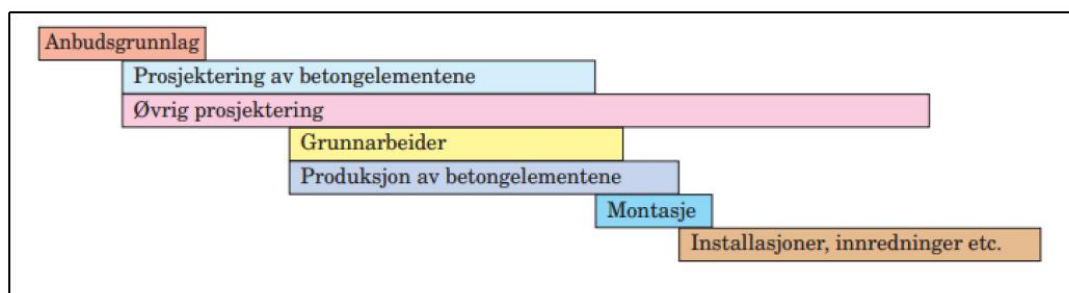 Anbudsgrunnlag
Prosjektering av betongelementene
Øvrig prosjektering
Grunnarbeider
Produksjon av betongelementene
Montasje
Installasjoner, innredninger etc.